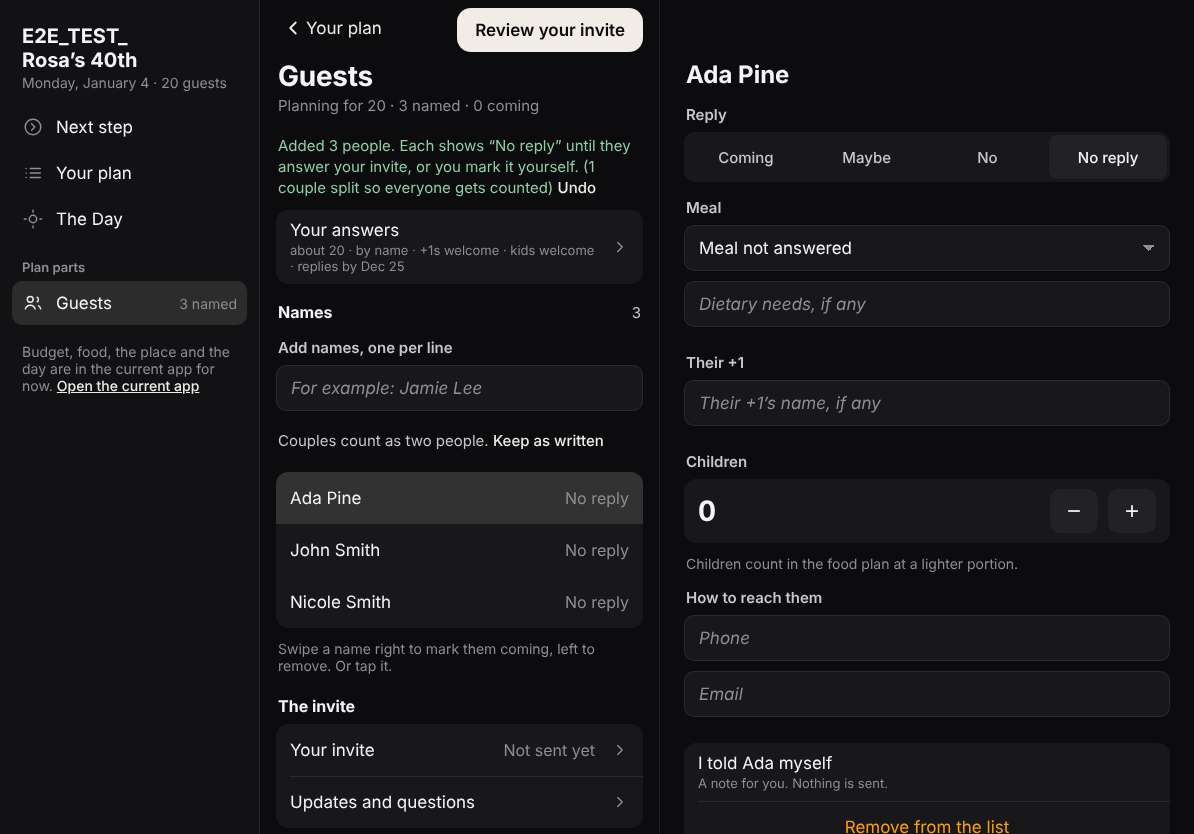 E2E_TEST_
Rosa’s 40th
Monday, January 4 · 20 guests
Next step
Your plan
The Day
Plan parts
Guests 3 named
Budget, food, the place and the
day are in the current app for
now. Open the current app
Your plan
Review your invite
Guests
Planning for 20 · 3 named · 0 coming
Added 3 people. Each shows “No reply” until they
answer your invite, or you mark it yourself. (1
couple split so everyone gets counted) Undo
Your answers
about 20 · by name · +1s welcome · kids welcome
· replies by Dec 25
Names 3
Add names, one per line
For example: Jamie Lee
Couples count as two people. Keep as written
Ada Pine No reply
John Smith No reply
Nicole Smith No reply
Swipe a name right to mark them coming, left to
remove. Or tap it.
The invite
Your invite Not sent yet
Updates and questions
Ada Pine
Reply
Coming Maybe No No reply
Meal
Meal not answered
Dietary needs, if any
Their +1
Their +1’s name, if any
Children
0 − +
Children count in the food plan at a lighter portion.
How to reach them
Phone
Email
I told Ada myself
A note for you. Nothing is sent.
Remove from the list